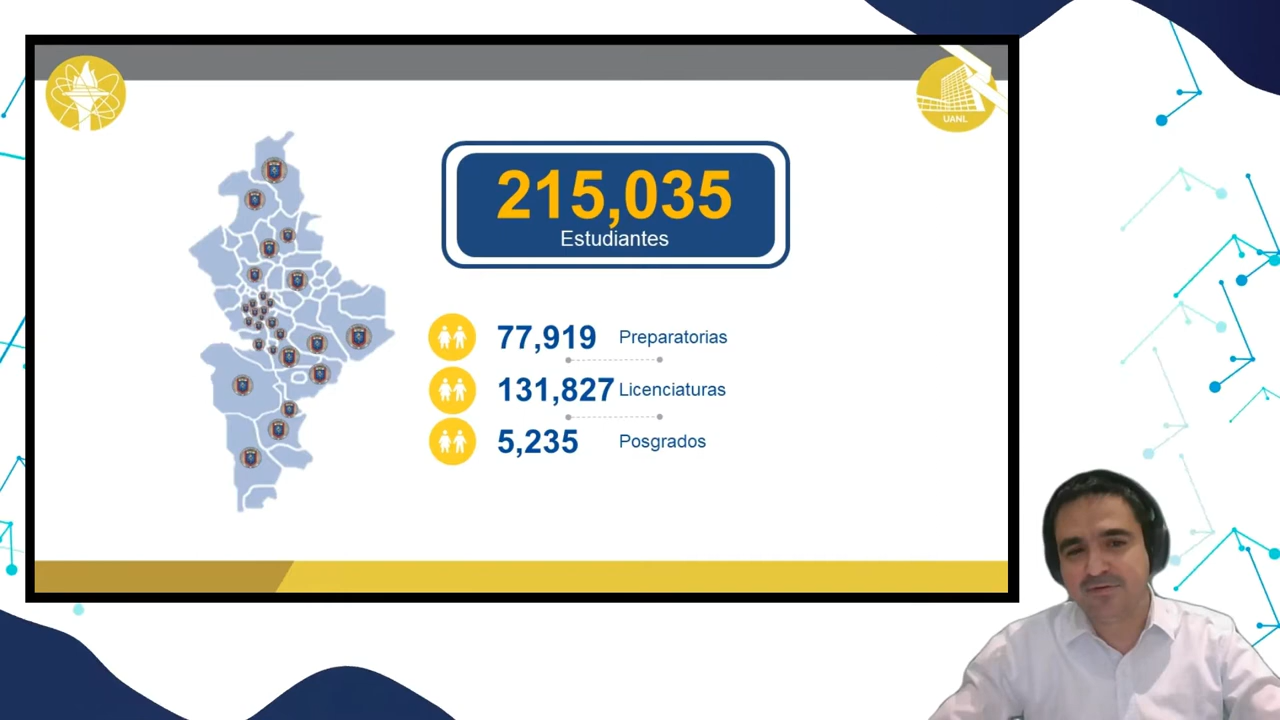 UANL
215,035
Estudiantes
77,919 Preparatorias
131,827 Licenciaturas
5,235 Posgrados